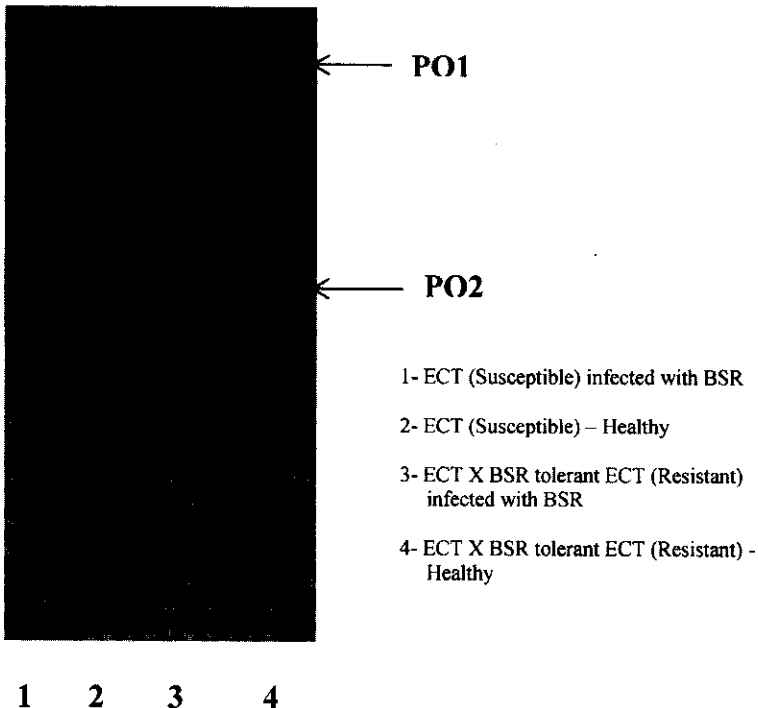 PO1
PO2
1- ECT (Susceptible) infected with BSR
2- ECT (Susceptible) – Healthy
3- ECT X BSR tolerant ECT (Resistant)
infected with BSR
4- ECT X BSR tolerant ECT (Resistant) -
Healthy
1 2 3 4